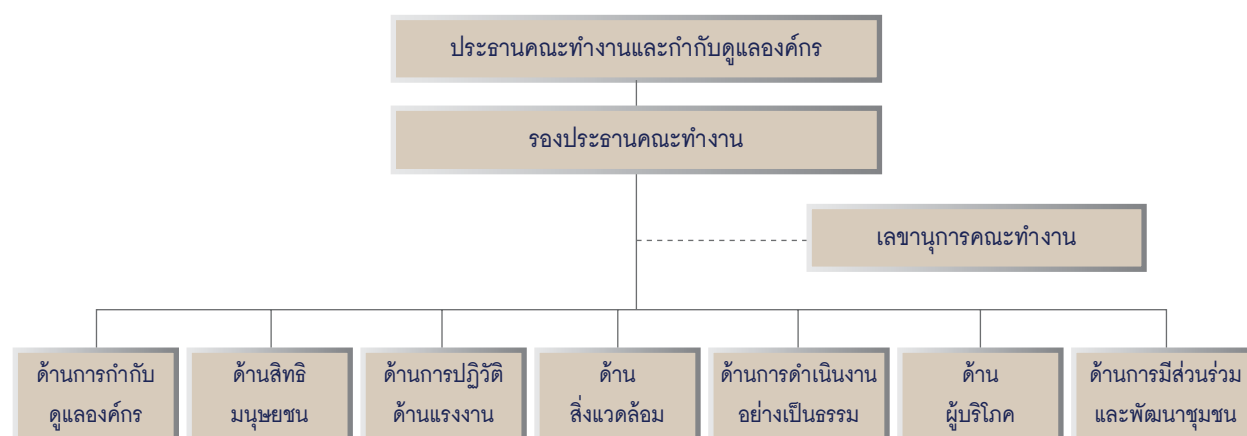 ประธานคณะทำงานและกำกับดูแลองค์กร
รองประธานคณะทำงาน
เลขานุการคณะทำงาน
ด้านการกำกับ
ดูแลองค์กร
ด้านสิทธิ
มนุษยชน
ด้านการปฏิวัติ
ด้านแรงงาน
ด้าน
สิ่งแวดล้อม
ด้านการดำเนินงาน
อย่างเป็นธรรม
ด้าน
ผู้บริโภค
ด้านการมีส่วนร่วม
และพัฒนาชุมชน